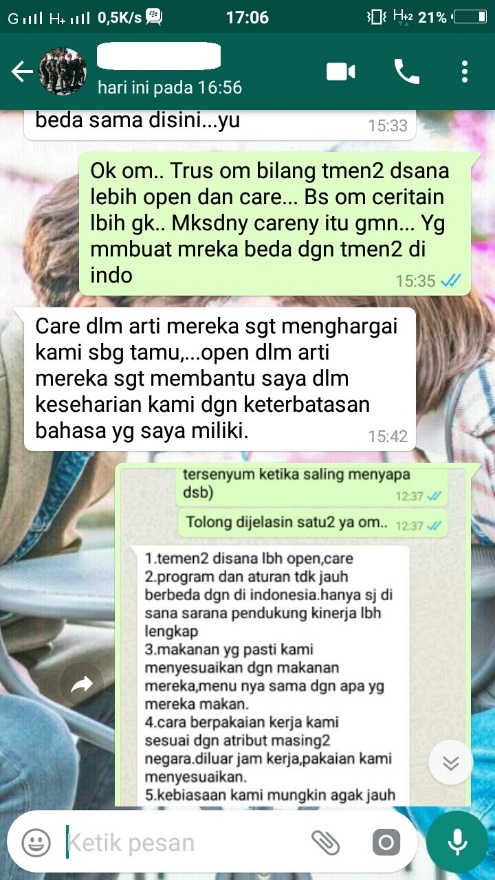 G H+ 0,5K/s 17:06 H+2 21%
hari ini pada 16:56
beda sama disini...yu
15:33
Ok om.. Trus om bilang tmen2 dsana
lebih open dan care... Bs om ceritain
lbih gk.. Mksdny careny itu gmn... Yg
mmbuat mreka beda dgn tmen2 di
indo
15:35
Care dlm arti mereka sgt menghargai
kami sbg tamu,...open dlm arti
mereka sgt membantu saya dlm
keseharian kami dgn keterbatasan
bahasa yg saya miliki.
15:42
tersenyum ketika saling menyapa
dsb)
12:37
Tolong dijelasin satu2 ya om.. 12:37
1.temen2 disana lbh open,care
2.program dan aturan tdk jauh
berbeda dgn di indonesia.hanya sj di
sana sarana pendukung kinerja lbh
lengkap
3.makanan yg pasti kami
menyesuaikan dgn makanan
mereka,menu nya sama dgn apa yg
mereka makan.
4.cara berpakaian kerja kami
sesuai dgn atribut masing2
negara.diluar jam kerja,pakaian kami
menyesuaikan.
5.kebiasaan kami mungkin agak jauh
Ketik pesan